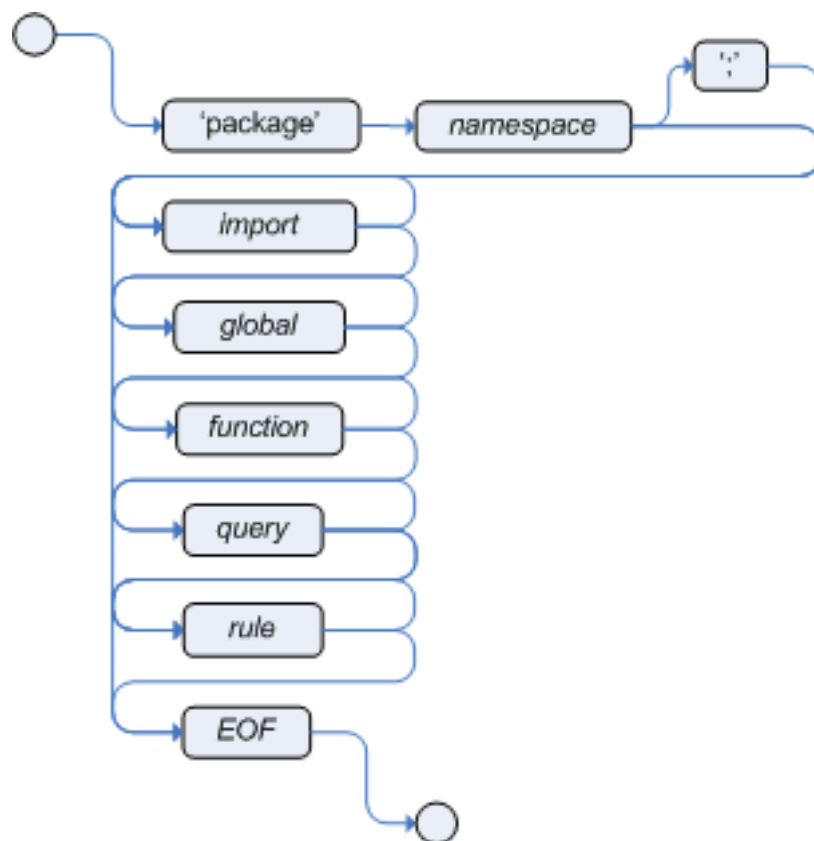 ';'
'package'
namespace
import
global
function
query
rule
EOF